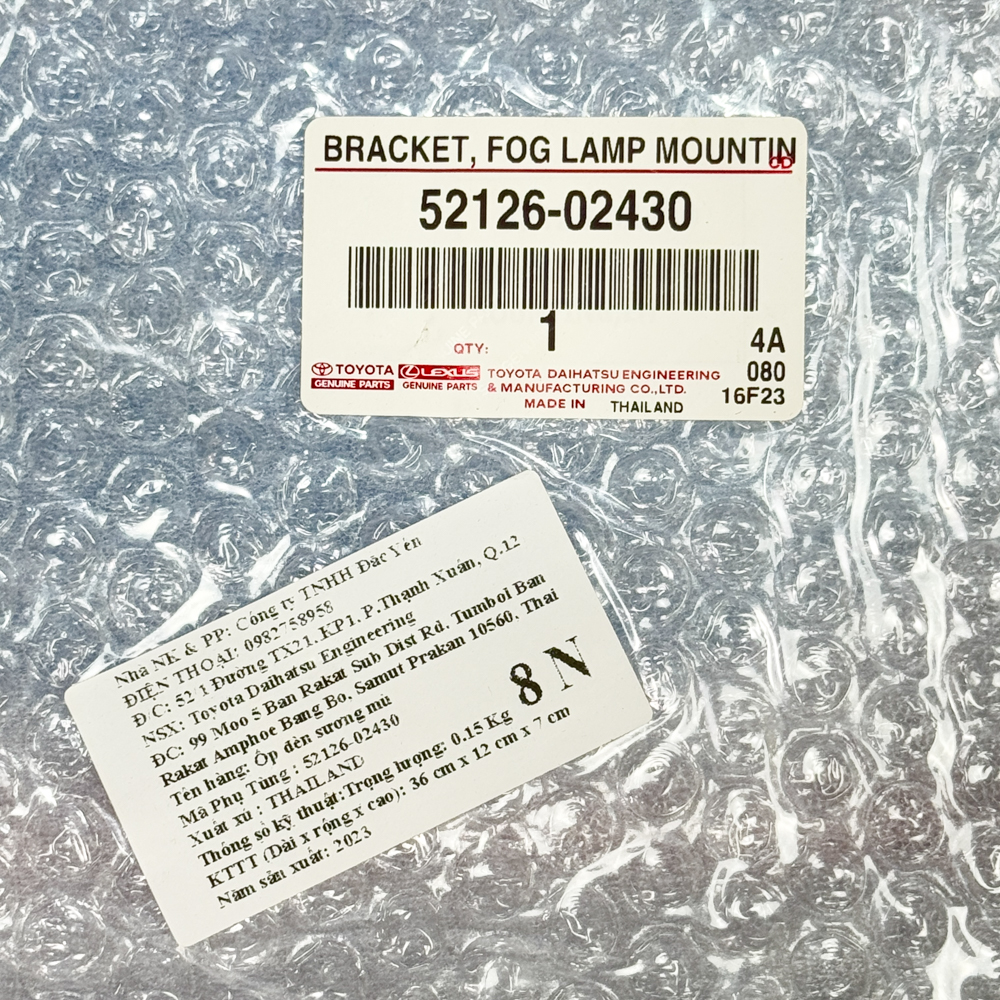 BRACKET, FOG LAMP MOUNTIN
52126-02430
QTY: 1
4A
080
16F23
TOYOTA
GENUINE PARTS
LEXUS
GENUINE PARTS
TOYOTA DAIHATSU ENGINEERING
& MANUFACTURING CO.,LTD.
MADE IN THAILAND
Nhà NK & PP: Công ty TNHH Đắc Yên
ĐIỆN THOẠI: 0982758958
Đ/C: 52 1 Đường TX21, KP1, P.Thạnh Xuân, Q.12
NSX: Toyota Daihatsu Engineering
ĐC: 99 Moo 5 Ban Rakat Sub Dist Rd, Tumboi Ban
Rakat Amphoe Bang Bo, Samut Prakan 10560, Thai
Tên hàng: Ốp đèn sương mù
Mã Phụ Tùng : 52126-02430
Xuất xứ : THAILAND
Thông số kỹ thuật:Trọng lượng: 0.15 Kg
KTTT (Dài x rộng x cao): 36 cm x 12 cm x 7 cm
Năm sản xuất: 2023
8 N